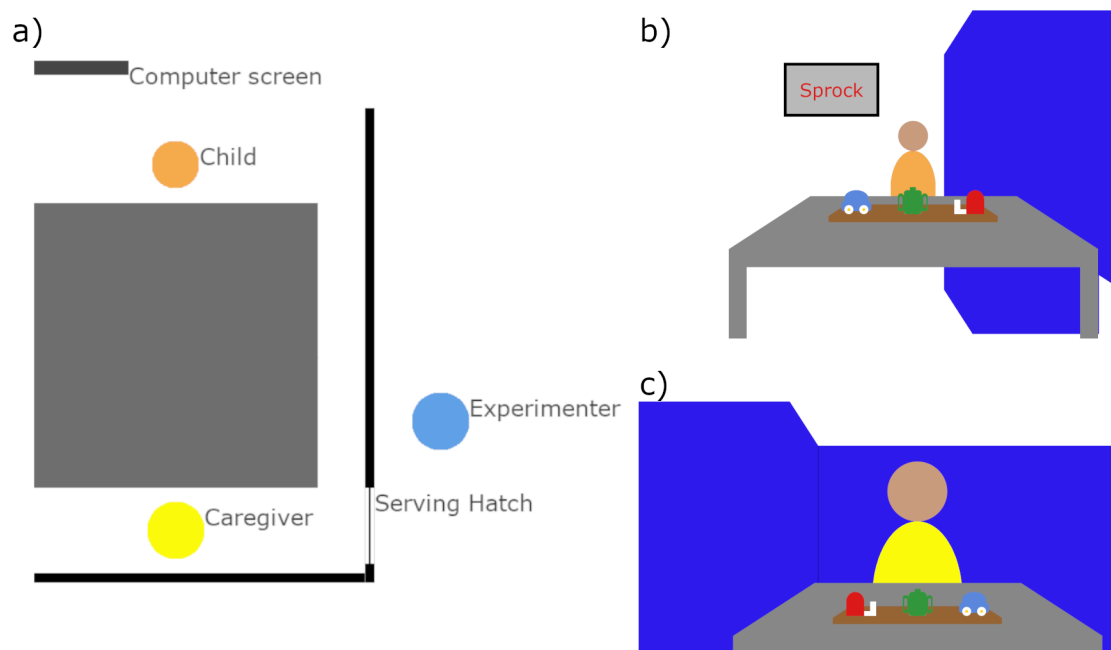 a)
Computer screen
Child
Experimenter
Serving Hatch
Caregiver
b)
Sprock
c)